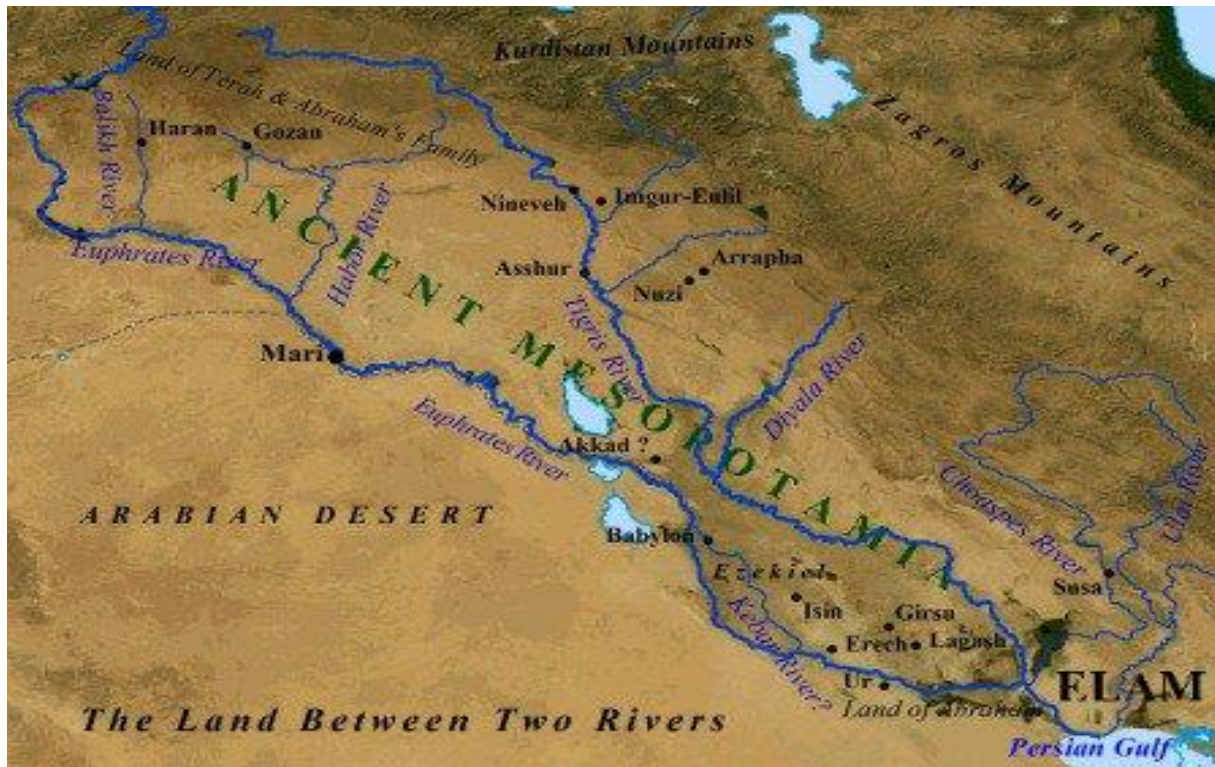 Kurdistan Mountains
Land of Terah & Abraham's Family
Zagros Mountains
Balikh River
Haran
Gozan
Nineveh
Imgur-Enlil
Euphrates River
Habor River
ANCIENT MESOPOTAMIA
Asshur
Arrapha
Nuzi
Tigris River
Mari
Diyala River
Euphrates River
Akkad ?
Choaspes River
Ulai River
ARABIAN DESERT
Babylon
Ezekiel
Susa
Isin
Girsu
Kebar River?
Erech
Lagash
Ur
ELAM
Land of Abraham
The Land Between Two Rivers
Persian Gulf